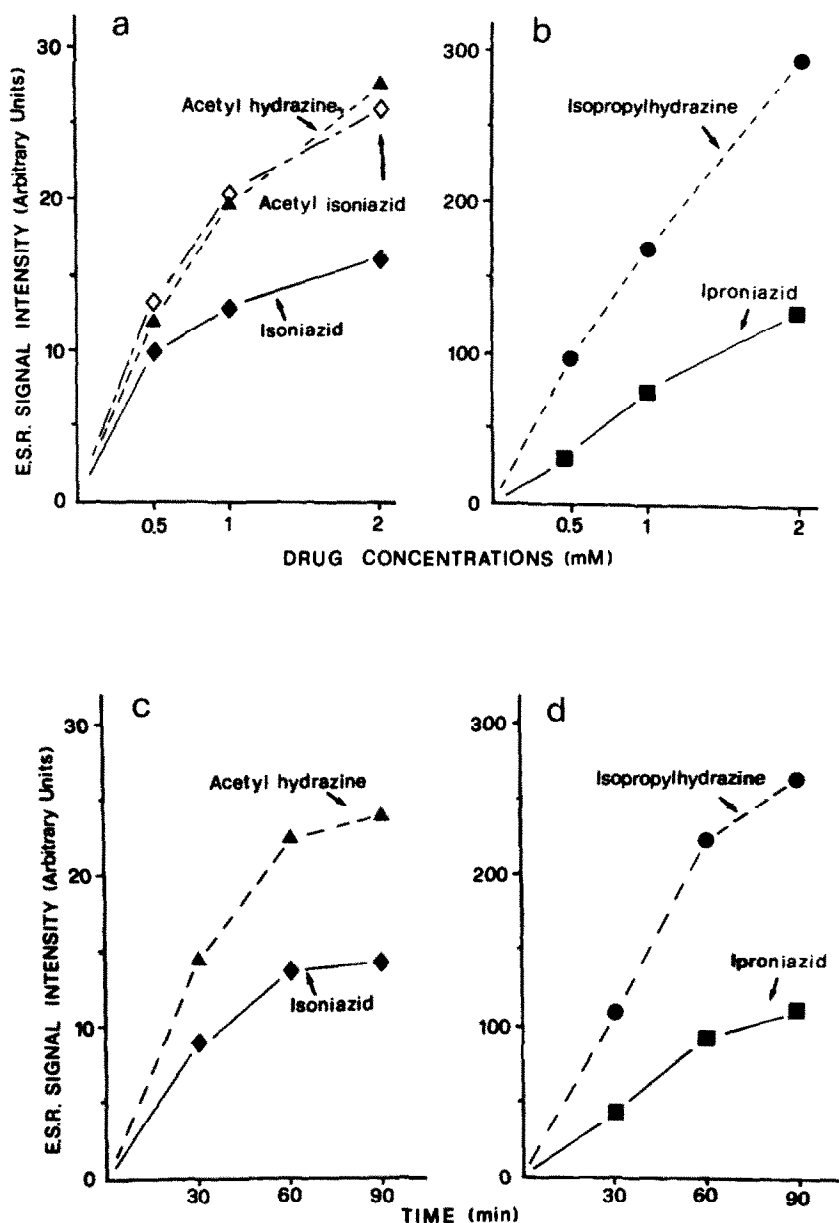 a
E.S.R. SIGNAL INTENSITY (Arbitrary Units)
30
20
10
0
Acetyl hydrazine
Acetyl isoniazid
Isoniazid
0.5
1
2
b
300
200
100
0
Isopropylhydrazine
Iproniazid
0.5
1
2
DRUG CONCENTRATIONS (mM)
c
E.S.R. SIGNAL INTENSITY (Arbitrary Units)
30
20
10
0
Acetyl hydrazine
Isoniazid
30
60
90
d
300
200
100
0
Isopropylhydrazine
Iproniazid
30
60
90
TIME (min)